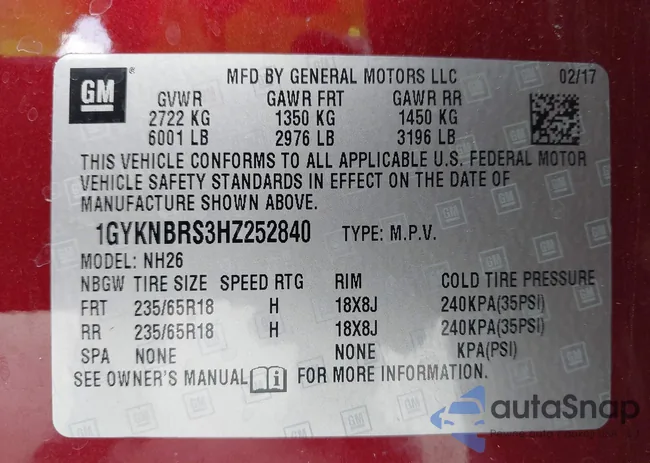 GM ® MFD BY GENERAL MOTORS LLC 02/17
GVWR GAWR FRT GAWR RR
2722 KG 1350 KG 1450 KG
6001 LB 2976 LB 3196 LB
THIS VEHICLE CONFORMS TO ALL APPLICABLE U.S. FEDERAL MOTOR
VEHICLE SAFETY STANDARDS IN EFFECT ON THE DATE OF
MANUFACTURE SHOWN ABOVE.
1GYKNBRS3HZ252840 TYPE: M.P.V.
MODEL: NH26
NBGW TIRE SIZE SPEED RTG RIM COLD TIRE PRESSURE
FRT 235/65R18 H 18X8J 240KPA(35PSI)
RR 235/65R18 H 18X8J 240KPA(35PSI)
SPA NONE NONE KPA(PSI)
SEE OWNER'S MANUAL FOR MORE INFORMATION.
autaSnap